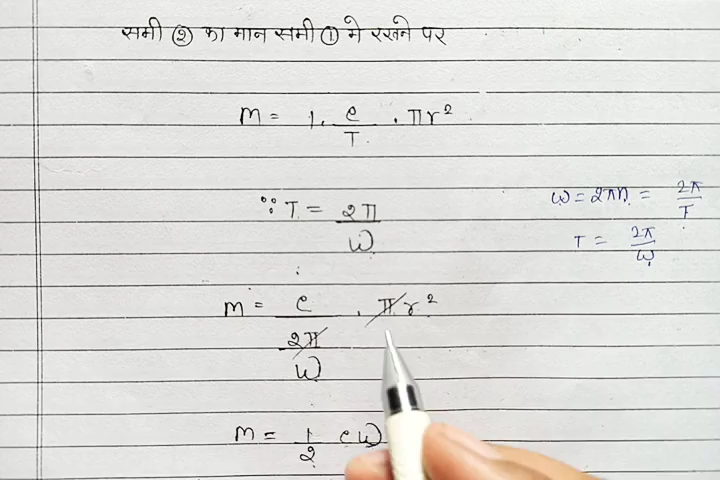 समी ② का मान समी ① मे रखने पर
m = 1 · e/T · πr²
∵ T = 2π/ω
ω = 2πn = 2π/T
T = 2π/ω
m = e/(2π/ω) · πr²
m = 1/2 eω